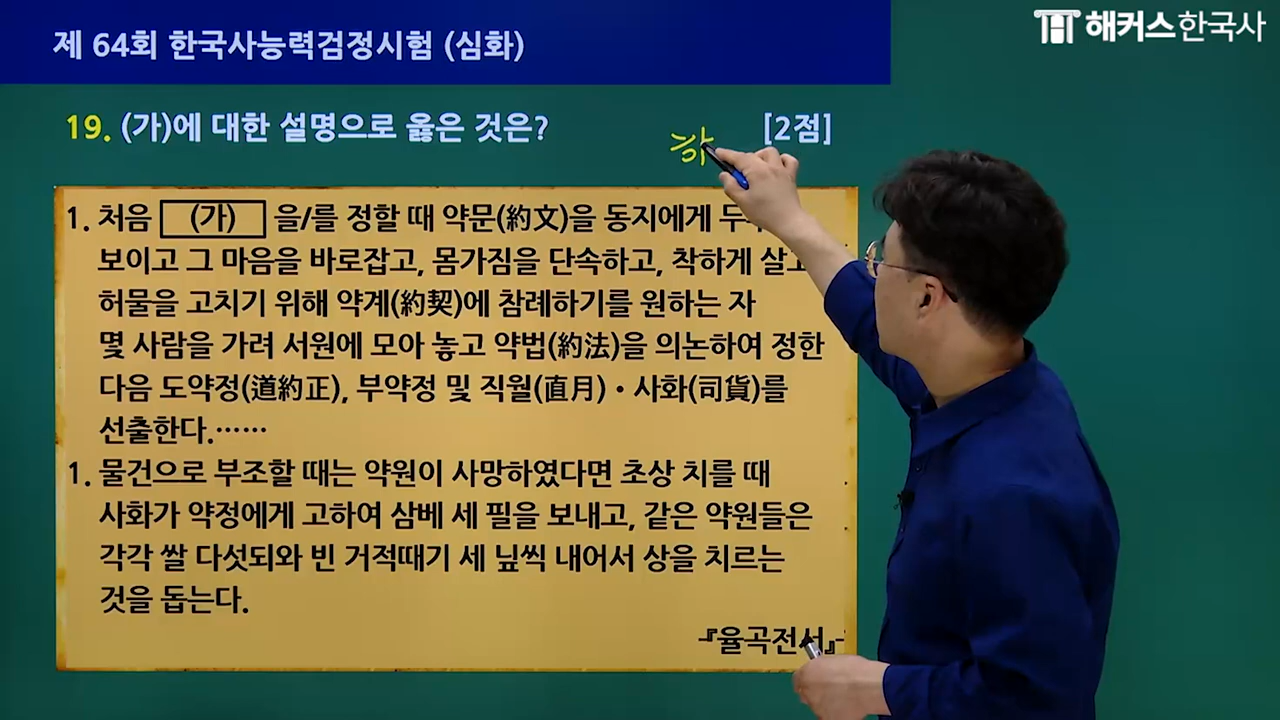 제 64회 한국사능력검정시험 (심화)
해커스한국사
19. (가)에 대한 설명으로 옳은 것은?
[2점]
1. 처음 (가) 을/를 정할 때 약문(約文)을 동지에게
보이고 그 마음을 바로잡고, 몸가짐을 단속하고, 착하게 살고
허물을 고치기 위해 약계(約契)에 참례하기를 원하는 자
몇 사람을 가려 서원에 모아 놓고 약법(約法)을 의논하여 정한
다음 도약정(道約正), 부약정 및 직월(直月)・사화(司貨)를
선출한다.……
1. 물건으로 부조할 때는 약원이 사망하였다면 초상 치를 때
사화가 약정에게 고하여 삼베 세 필을 보내고, 같은 약원들은
각각 쌀 다섯되와 빈 거적때기 세 닢씩 내어서 상을 치르는
것을 돕는다.
-『율곡전서』-